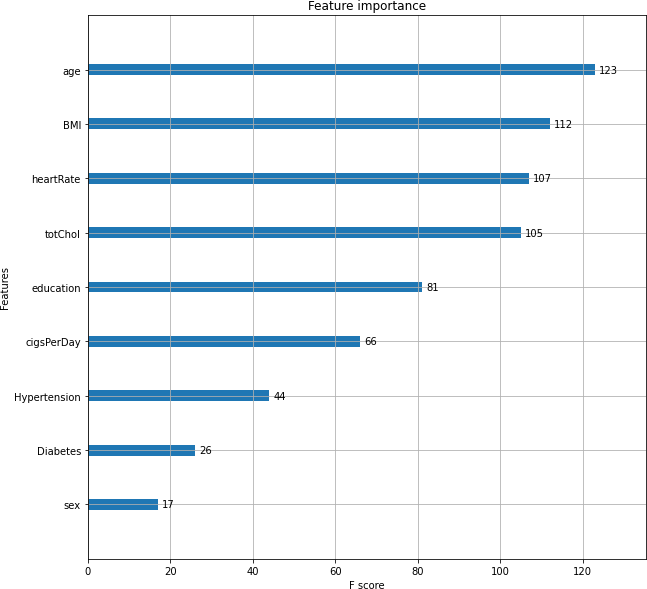 Feature importance
age 123
BMI 112
heartRate 107
totChol 105
education 81
cigsPerDay 66
Hypertension 44
Diabetes 26
sex 17
Features
0 20 40 60 80 100 120
F score